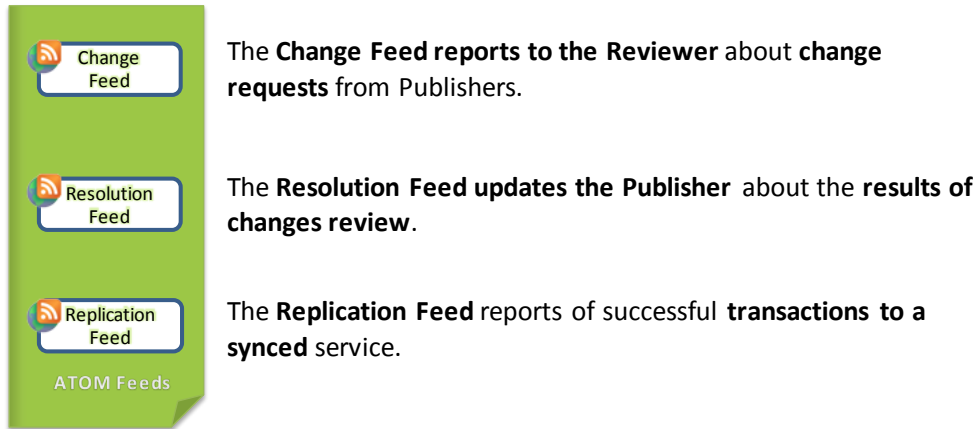 Change
Feed
The Change Feed reports to the Reviewer about change
requests from Publishers.
Resolution
Feed
The Resolution Feed updates the Publisher about the results of
changes review.
Replication
Feed
The Replication Feed reports of successful transactions to a
synced service.
ATOM Feeds